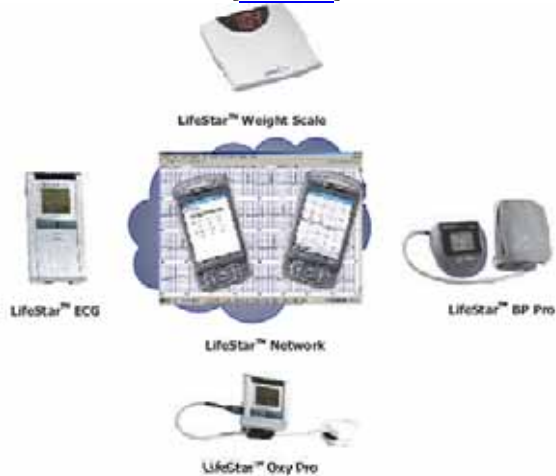 LifeStar™ Weight Scale
LifeStar™ ECG
LifeStar™ BP Pro
LifeStar™ Network
LifeStar™ Oxy Pro